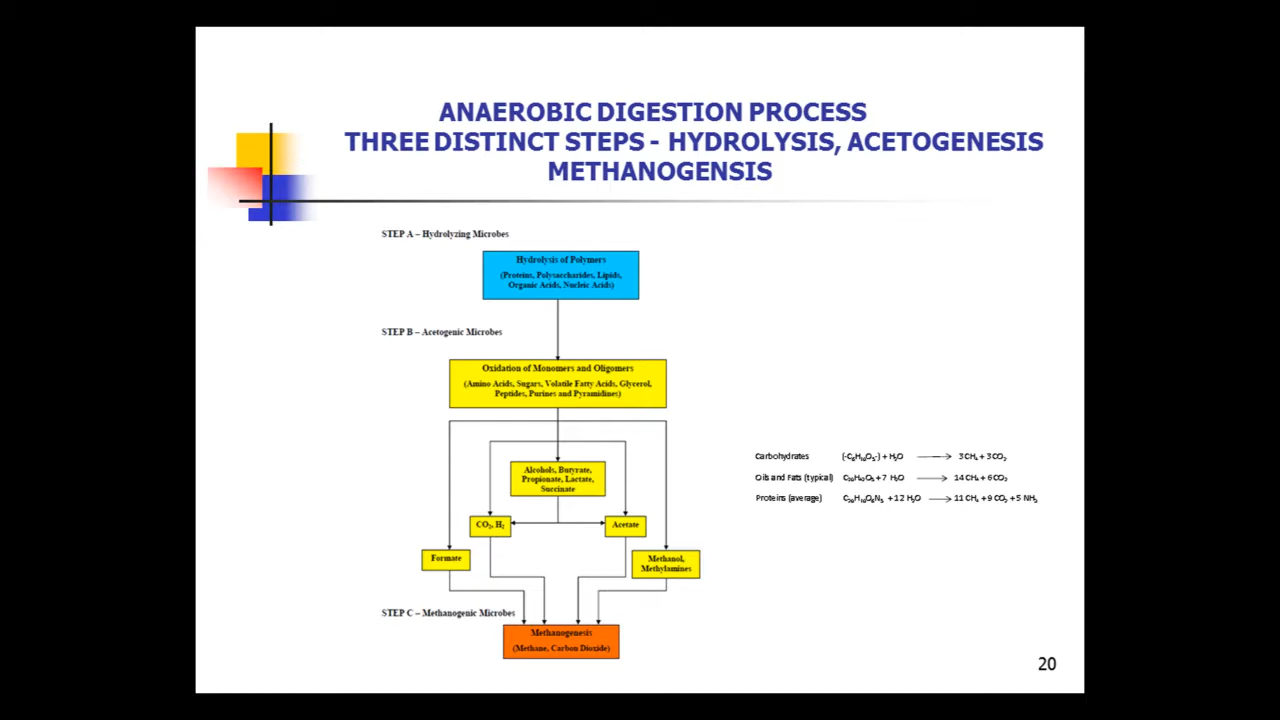 ANAEROBIC DIGESTION PROCESS
THREE DISTINCT STEPS - HYDROLYSIS, ACETOGENESIS
METHANOGENSIS
STEP A – Hydrolyzing Microbes
Hydrolysis of Polymers
(Proteins, Polysaccharides, Lipids,
Organic Acids, Nucleic Acids)
STEP B – Acetogenic Microbes
Oxidation of Monomers and Oligomers
(Amino Acids, Sugars, Volatile Fatty Acids, Glycerol,
Peptides, Purines and Pyramidines)
Alcohols, Butyrate,
Propionate, Lactate,
Succinate
CO₂, H₂
Acetate
Formate
Methanol,
Methylamines
STEP C – Methanogenic Microbes
Methanogenesis
(Methane, Carbon Dioxide)
Carbohydrates (-C₆H₁₀O₅-) + H₂O → 3 CH₄ + 3 CO₂
Oils and Fats (typical) + 7 H₂O → 14 CH₄ + 6 CO₂
Proteins (average) + 12 H₂O → 11 CH₄ + 9 CO₂ + 5 NH₃
20